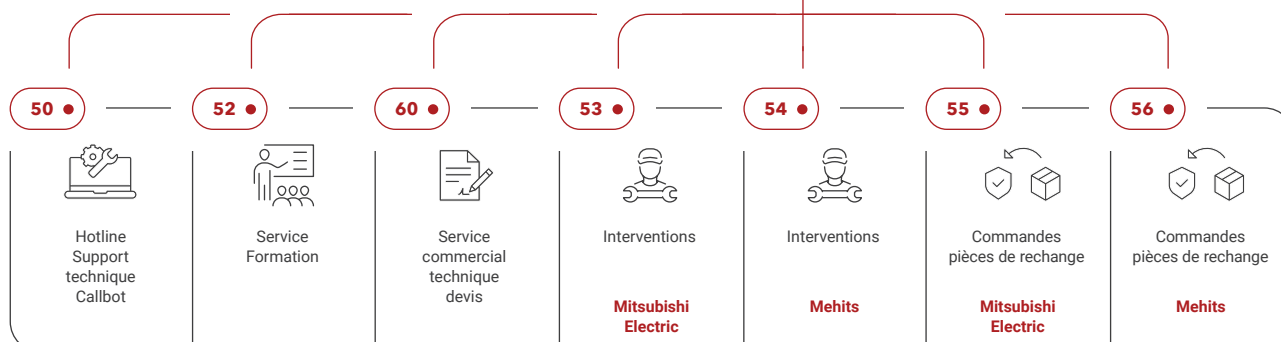 50
52
60
53
54
55
56
Hotline
Support
technique
Callbot
Service
Formation
Service
commercial
technique
devis
Interventions
Mitsubishi
Electric
Interventions
Mehits
Commandes
pièces de rechange
Mitsubishi
Electric
Commandes
pièces de rechange
Mehits